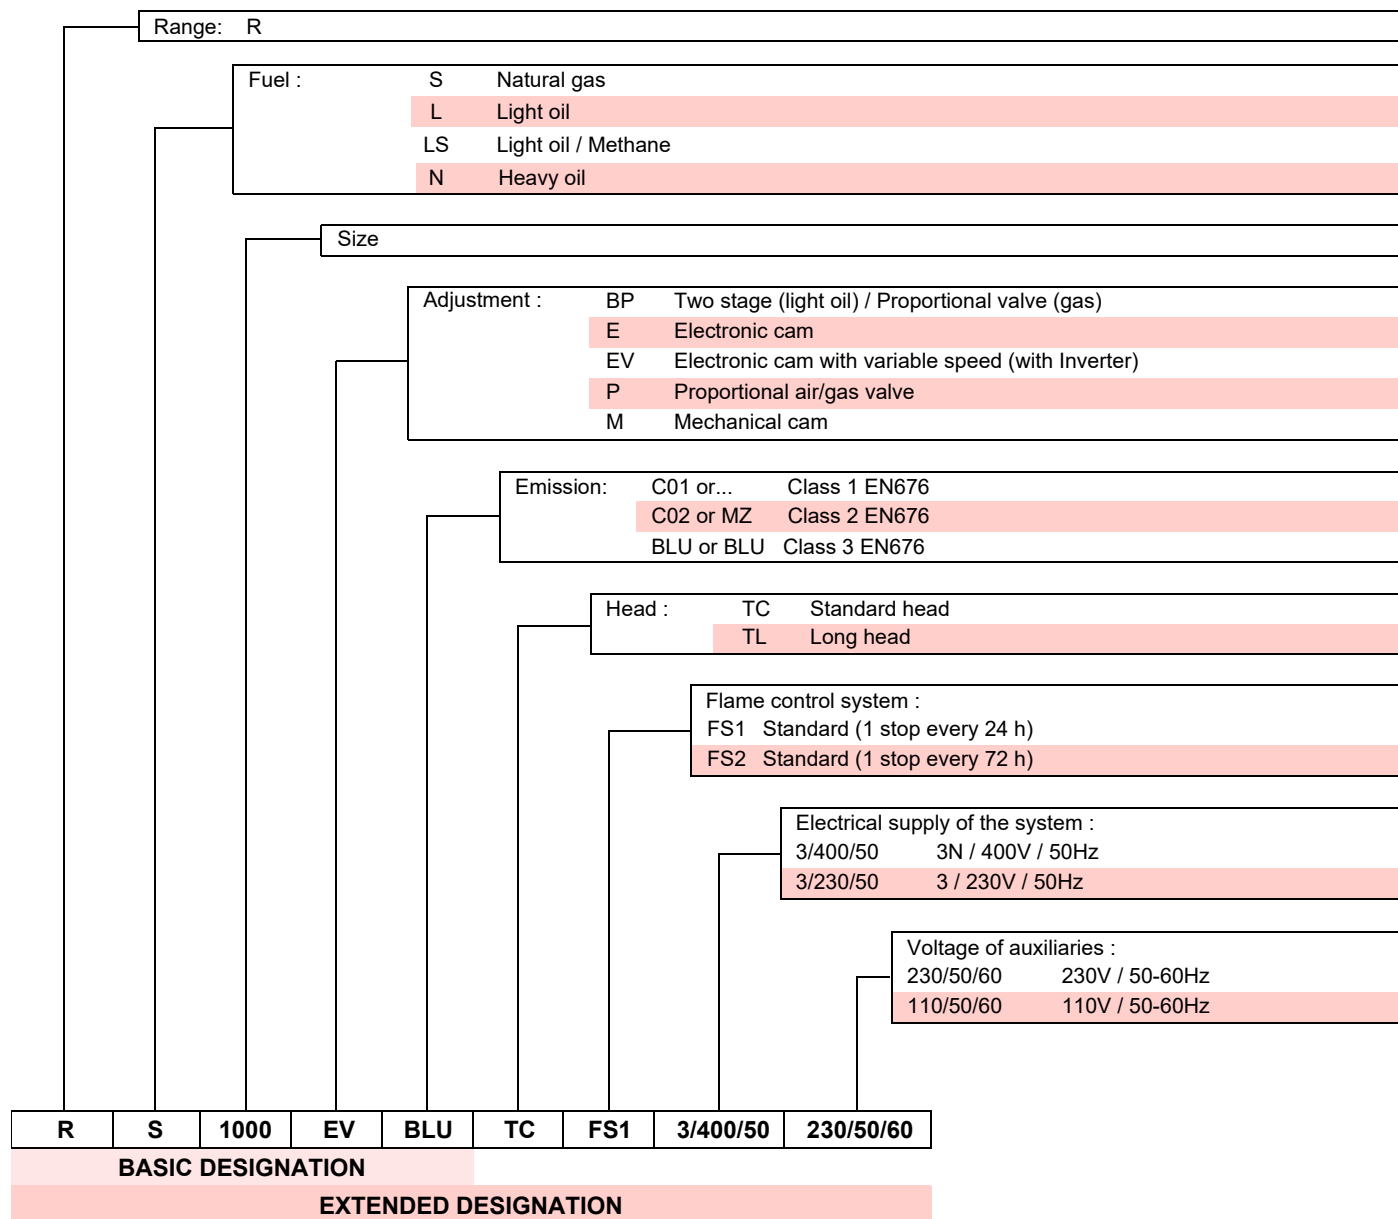 Range: R
Fuel : S Natural gas
L Light oil
LS Light oil / Methane
N Heavy oil
Size
Adjustment : BP Two stage (light oil) / Proportional valve (gas)
E Electronic cam
EV Electronic cam with variable speed (with Inverter)
P Proportional air/gas valve
M Mechanical cam
Emission: C01 or... Class 1 EN676
C02 or MZ Class 2 EN676
BLU or BLU Class 3 EN676
Head : TC Standard head
TL Long head
Flame control system :
FS1 Standard (1 stop every 24 h)
FS2 Standard (1 stop every 72 h)
Electrical supply of the system :
3/400/50 3N / 400V / 50Hz
3/230/50 3 / 230V / 50Hz
Voltage of auxiliaries :
230/50/60 230V / 50-60Hz
110/50/60 110V / 50-60Hz
R S 1000 EV BLU TC FS1 3/400/50 230/50/60
BASIC DESIGNATION
EXTENDED DESIGNATION